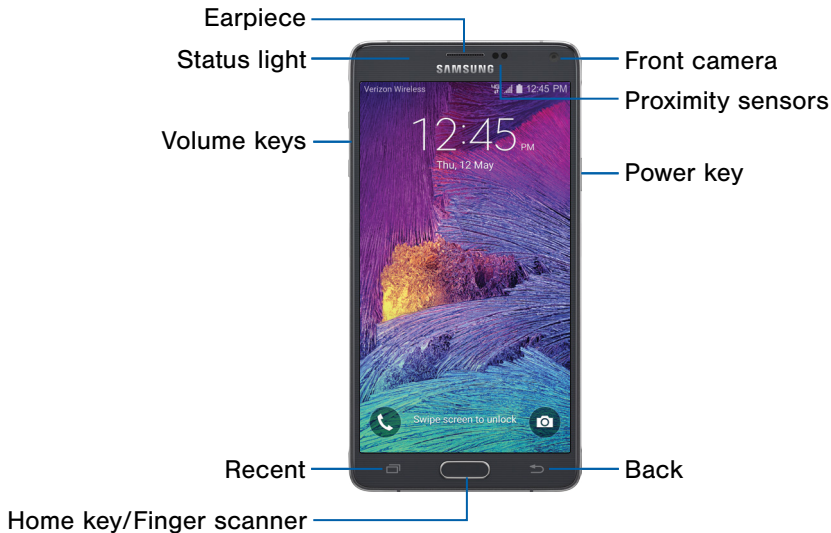 Earpiece
Status light
Front camera
SAMSUNG
Proximity sensors
Verizon Wireless
4G
12:45 PM
Volume keys
12:45 PM
Thu, 12 May
Power key
Swipe screen to unlock
Recent
Back
Home key/Finger scanner